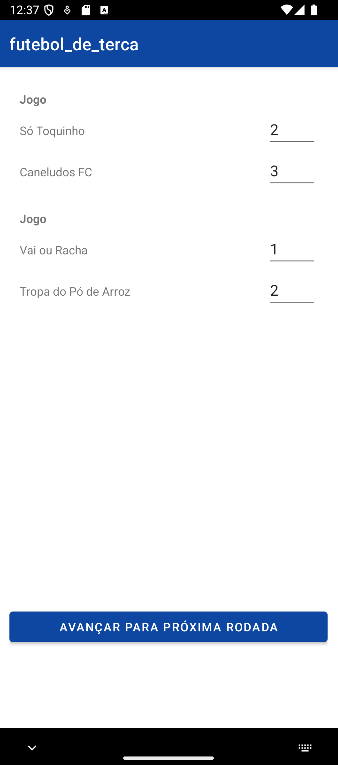 12:37
futebol_de_terca
Jogo
Só Toquinho 2
Caneludos FC 3
Jogo
Vai ou Racha 1
Tropa do Pó de Arroz 2
AVANÇAR PARA PRÓXIMA RODADA